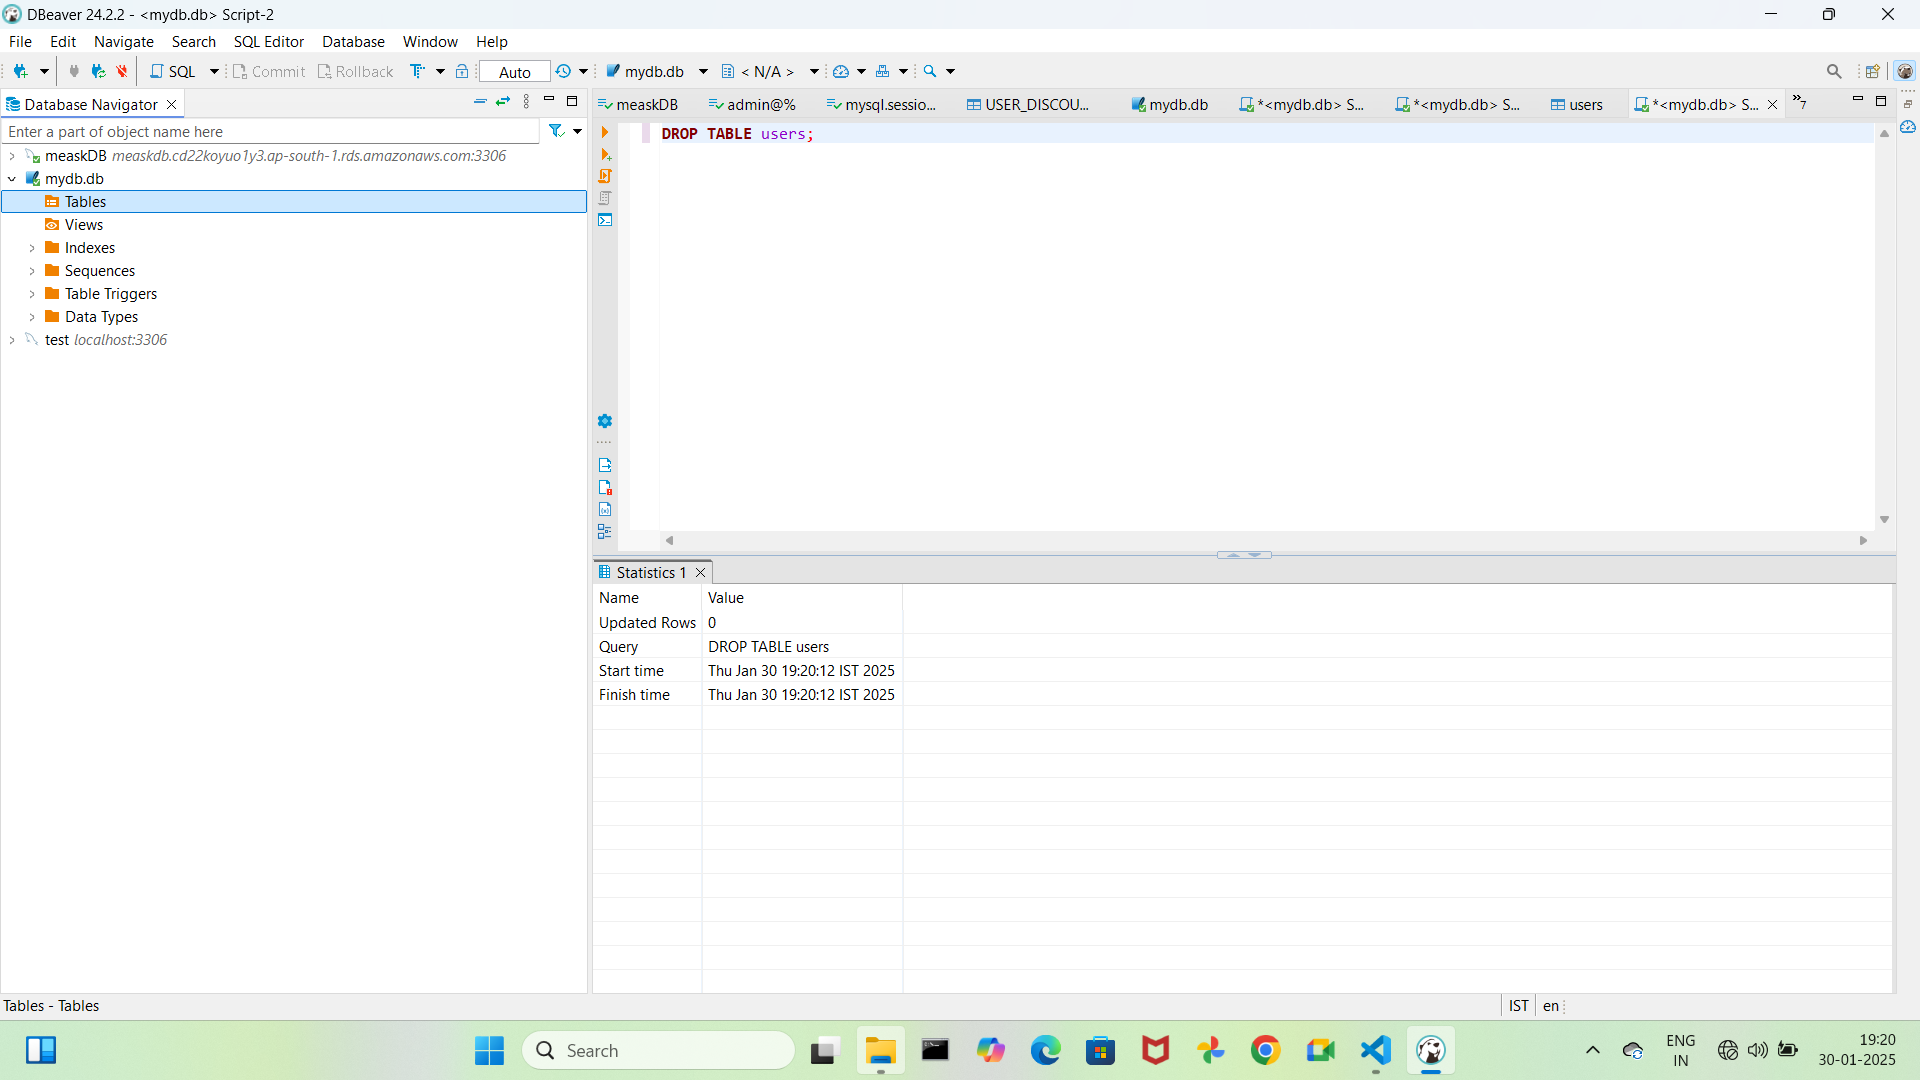 DBeaver 24.2.2 - <mydb.db> Script-2
File Edit Navigate Search SQL Editor Database Window Help
SQL Commit Rollback Auto mydb.db < N/A >
Database Navigator
measkDB admin@% mysql.sessio... USER_DISCOU... mydb.db *<mydb.db> S... *<mydb.db> S... users *<mydb.db> S... »7
Enter a part of object name here
measkDB measkdb.cd22koyuo1y3.ap-south-1.rds.amazonaws.com:3306
mydb.db
Tables
Views
Indexes
Sequences
Table Triggers
Data Types
test localhost:3306
DROP TABLE users;
Statistics 1
Name Value
Updated Rows 0
Query DROP TABLE users
Start time Thu Jan 30 19:20:12 IST 2025
Finish time Thu Jan 30 19:20:12 IST 2025
Tables - Tables
IST en
Search
ENG
IN
19:20
30-01-2025